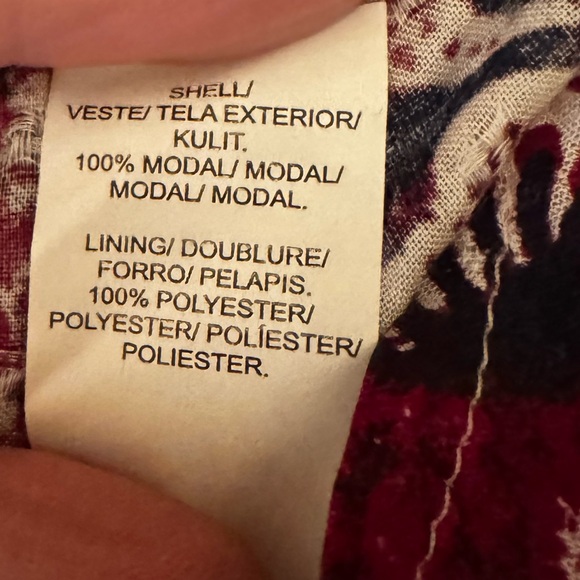 SHELL/
VESTE/ TELA EXTERIOR/
KULIT.
100% MODAL/ MODAL/
MODAL/ MODAL.
LINING/ DOUBLURE/
FORRO/ PELAPIS.
100% POLYESTER/
POLYESTER/ POLÍESTER/
POLIESTER.